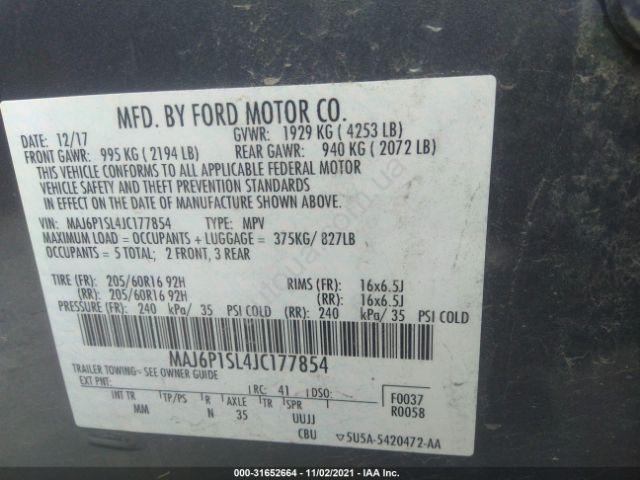 MFD. BY FORD MOTOR CO.
DATE: 12/17 GVWR: 1929 KG ( 4253 LB)
FRONT GAWR: 995 KG ( 2194 LB) REAR GAWR: 940 KG ( 2072 LB)
THIS VEHICLE CONFORMS TO ALL APPLICABLE FEDERAL MOTOR
VEHICLE SAFETY AND THEFT PREVENTION STANDARDS
IN EFFECT ON THE DATE OF MANUFACTURE SHOWN ABOVE.
VIN: MAJ6P1SL4JC177854 TYPE: MPV
MAXIMUM LOAD = OCCUPANTS + LUGGAGE = 375KG/ 827LB
OCCUPANTS = 5 TOTAL; 2 FRONT, 3 REAR
TIRE (FR): 205/60R16 92H RIMS (FR) 16x6.5J
(RR): 205/60R16 92H (RR): 16x6.5J
PRESSURE (FR): 240 kPa/ 35 PSI COLD (RR): 240 kPa/ 35 PSI COLD
MAJ6P1SL4JC177854
TRAILER TOWING- SEE OWNER GUIDE
EXT PNT: RC: 41 DSO: F0037
INT TR TP/PS R AXLE TR SPR R0058
MM N 35 UUJJ
CBU ▽5U5A-5420472-AA
autoua.com.ua
000-31652664 - 11/02/2021 - IAA Inc.